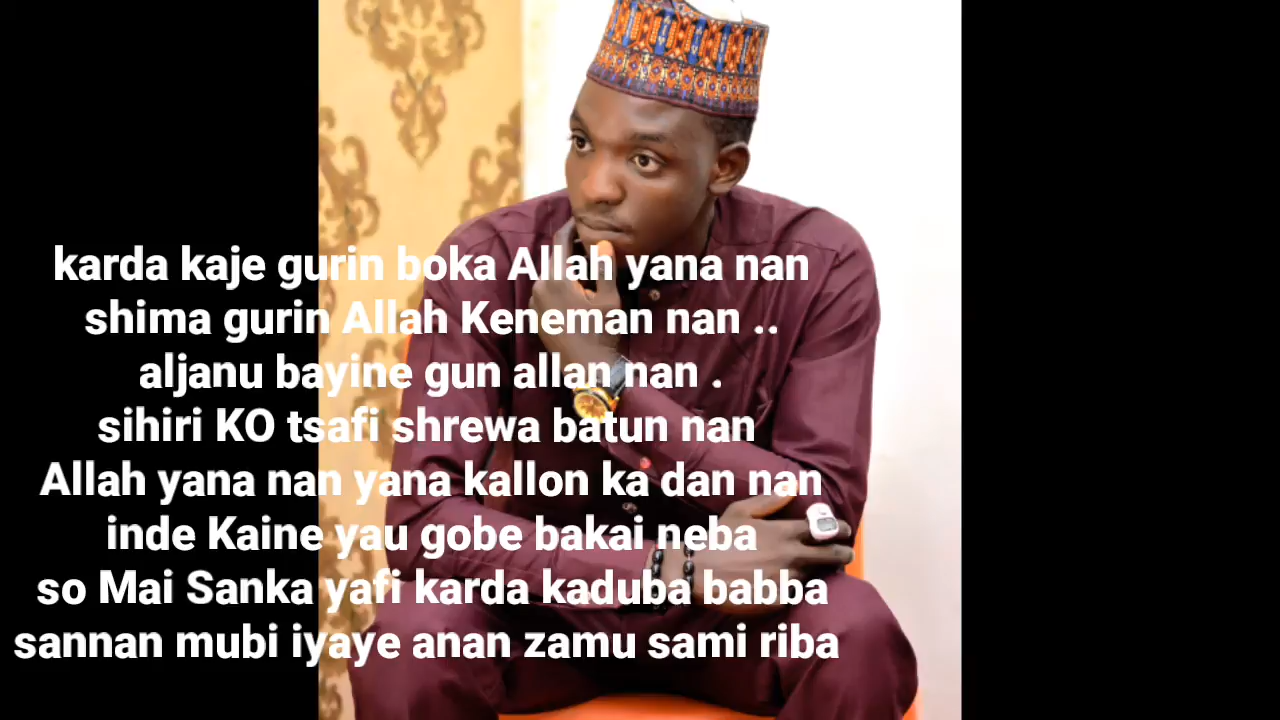 karda kaje gurin boka Allah yana nan
shima gurin Allah Keneman nan ..
aljanu bayine gun allan nan .
sihiri KO tsafi shrewa batun nan
Allah yana nan yana kallon ka dan nan
inde Kaine yau gobe bakai neba
so Mai Sanka yafi karda kaduba babba
sannan mubi iyaye anan zamu sami riba